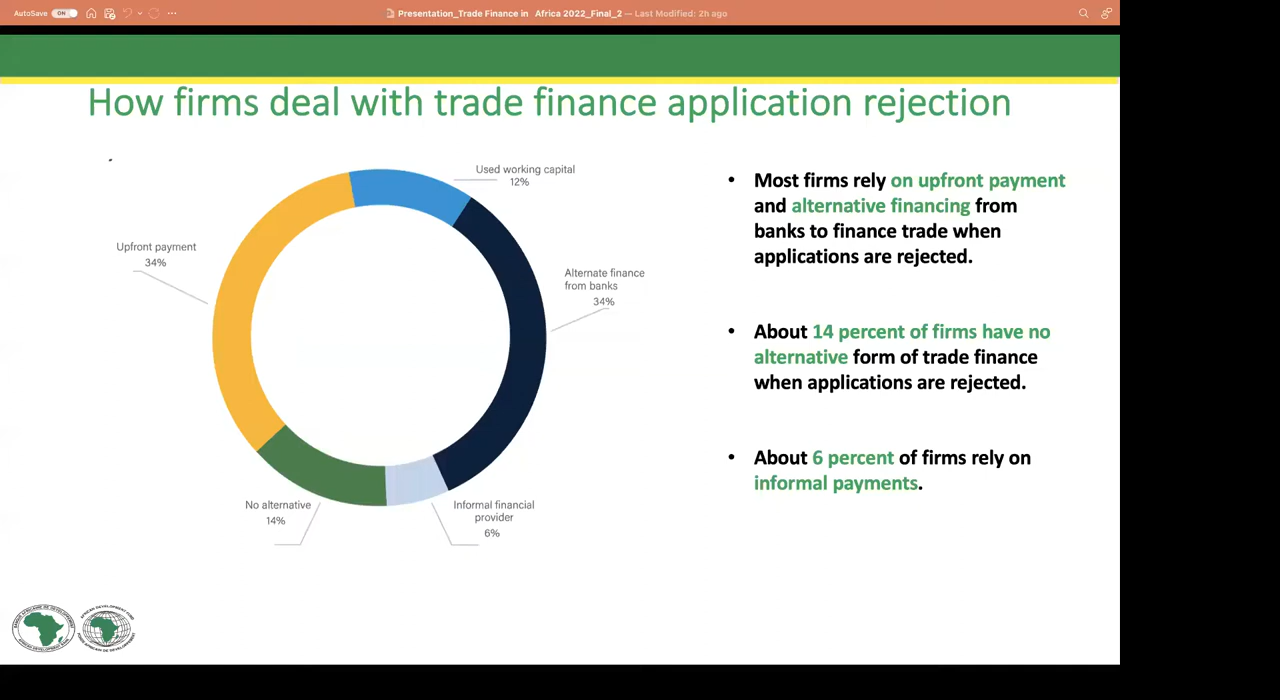 AutoSave ON
Presentation_Trade Finance in Africa 2022_Final_2 — Last Modified: 2h ago
How firms deal with trade finance application rejection
Used working capital
12%
Upfront payment
34%
Alternate finance
from banks
34%
No alternative
14%
Informal financial
provider
6%
• Most firms rely on upfront payment
and alternative financing from
banks to finance trade when
applications are rejected.
• About 14 percent of firms have no
alternative form of trade finance
when applications are rejected.
• About 6 percent of firms rely on
informal payments.